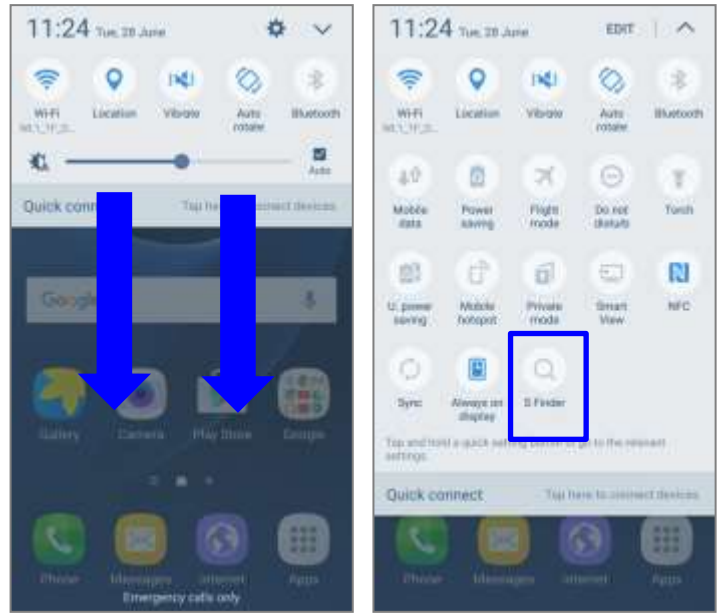 11:24 Tue, 28 June
Wi-Fi
Location
Vibrate
Auto rotate
Bluetooth
Auto
Quick conn
Tap he
connect devices.
Google
Gallery
Camera
Play Store
Google
Phone
Messages
Internet
Apps
Emergency calls only
11:24 Tue, 28 June EDIT
Wi-Fi
Location
Vibrate
Auto rotate
Bluetooth
Mobile data
Power saving
Flight mode
Do not disturb
Torch
U. power saving
Mobile hotspot
Private mode
Smart View
NFC
Sync
Always on display
S Finder
Tap and hold a quick setting button to go to the relevant
settings.
Quick connect Tap here to connect devices.
Phone
Messages
Internet
Apps